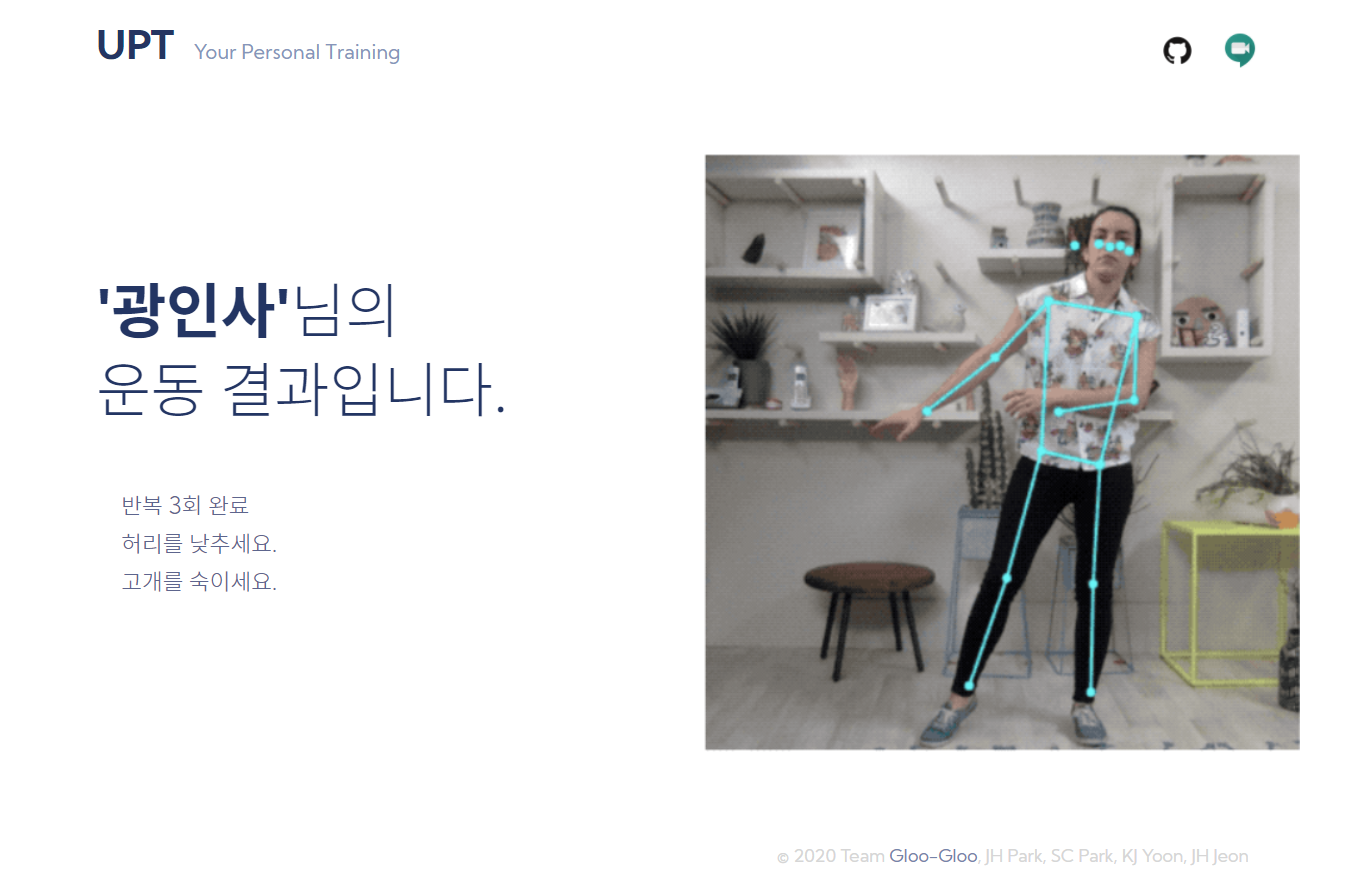 UPT Your Personal Training
'광인사'님의
운동 결과입니다.
반복 3회 완료
허리를 낮추세요.
고개를 숙이세요.
© 2020 Team Gloo-Gloo, JH Park, SC Park, KJ Yoon, JH Jeon